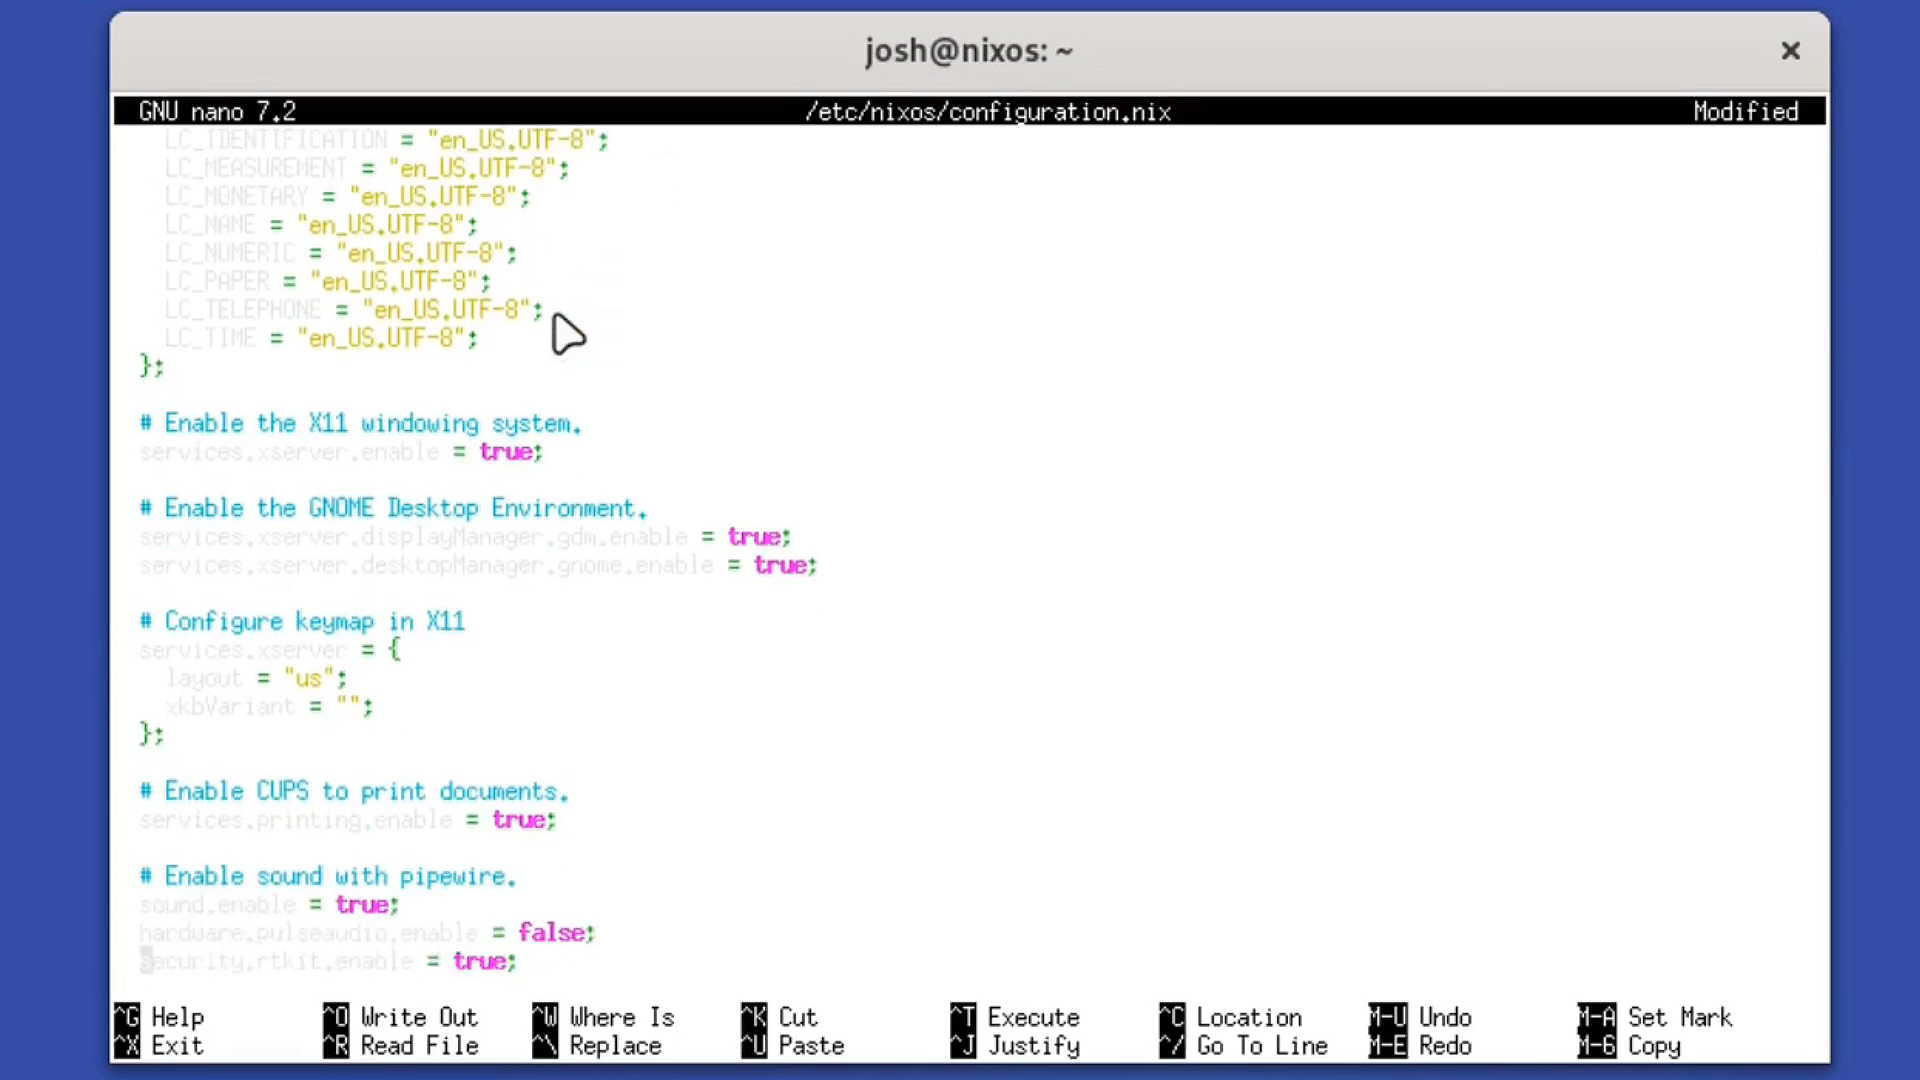 josh@nixos: ~
GNU nano 7.2 /etc/nixos/configuration.nix Modified
LC_IDENTIFICATION = "en_US.UTF-8";
LC_MEASUREMENT = "en_US.UTF-8";
LC_MONETARY = "en_US.UTF-8";
LC_NAME = "en_US.UTF-8";
LC_NUMERIC = "en_US.UTF-8";
LC_PAPER = "en_US.UTF-8";
LC_TELEPHONE = "en_US.UTF-8";
LC_TIME = "en_US.UTF-8";
};
# Enable the X11 windowing system.
services.xserver.enable = true;
# Enable the GNOME Desktop Environment.
services.xserver.displayManager.gdm.enable = true;
services.xserver.desktopManager.gnome.enable = true;
# Configure keymap in X11
services.xserver = {
layout = "us";
xkbVariant = "";
};
# Enable CUPS to print documents.
services.printing.enable = true;
# Enable sound with pipewire.
sound.enable = true;
hardware.pulseaudio.enable = false;
security.rtkit.enable = true;
^G Help ^O Write Out ^W Where Is ^K Cut ^T Execute ^C Location M-U Undo M-A Set Mark
^X Exit ^R Read File ^\ Replace ^U Paste ^J Justify ^/ Go To Line M-E Redo M-6 Copy